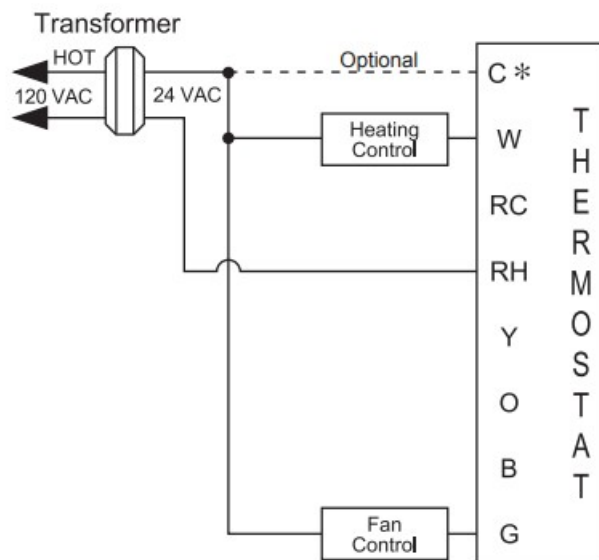 Transformer
HOT
120 VAC
24 VAC
Optional
C*
Heating
Control
W
RC
RH
Y
O
B
Fan
Control
G
THERMOSTAT